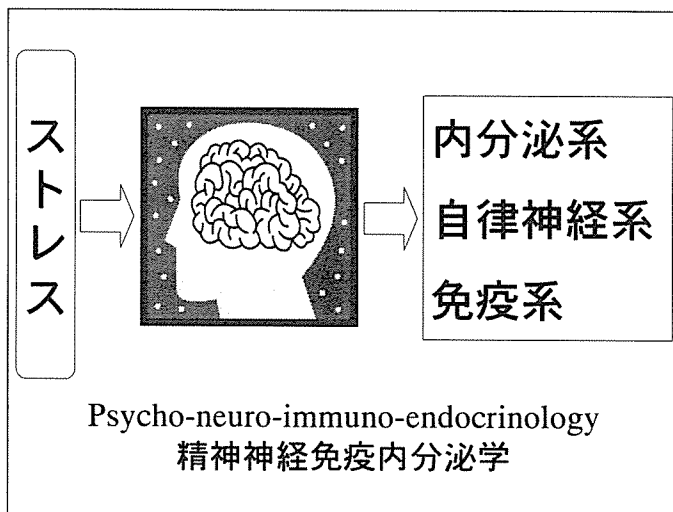 ストレス
内分泌系
自律神経系
免疫系
Psycho-neuro-immuno-endocrinology
精神神経免疫内分泌学